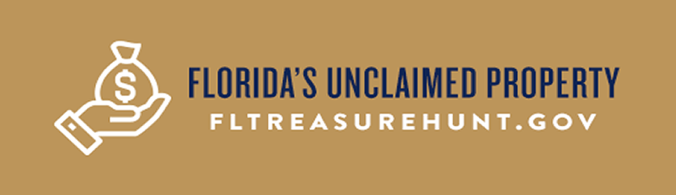 $
FLORIDA'S UNCLAIMED PROPERTY
FLTREASUREHUNT.GOV